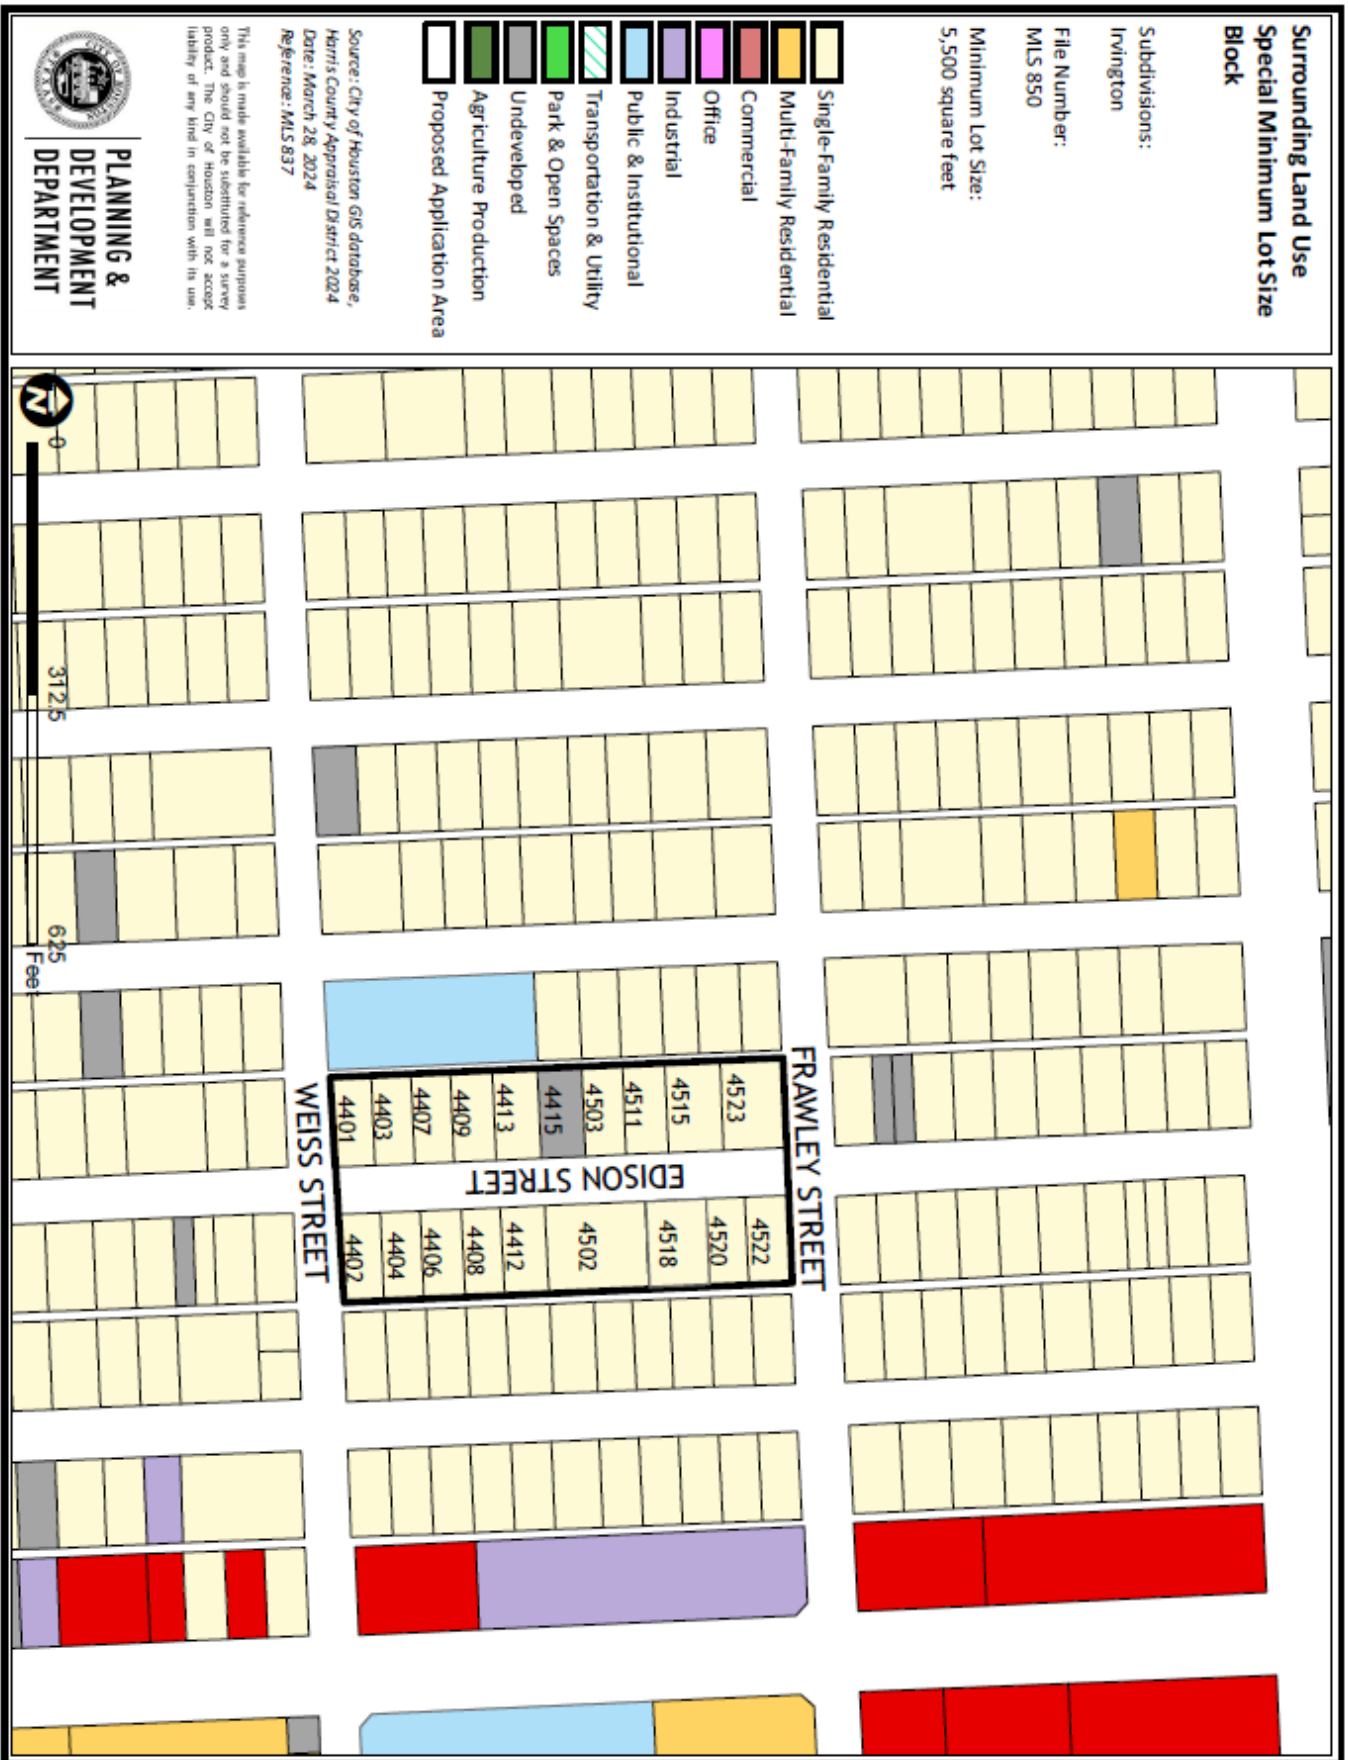 Surrounding Land Use
Special Minimum Lot Size
Block
Subdivisions:
Irvington
File Number:
MLS 850
Minimum Lot Size:
5,500 square feet
Single-Family Residential
Multi-Family Residential
Commercial
Office
Industrial
Public & Institutional
Transportation & Utility
Park & Open Spaces
Undeveloped
Agriculture Production
Proposed Application Area
Source: City of Houston GIS database,
Harris County Appraisal District 2024
Date: March 28, 2024
Reference: MLS 837
This map is made available for reference purposes
only and should not be substituted for a survey
product. The City of Houston will not accept
liability of any kind in conjunction with its use.
PLANNING &
DEVELOPMENT
DEPARTMENT
FRAWLEY STREET
4523
4515
4511
4503
4415
4413
4409
4407
4403
4401
EDISON STREET
4522
4520
4518
4502
4412
4408
4406
4404
4402
WEISS STREET
N
0
312.5
625
Feet